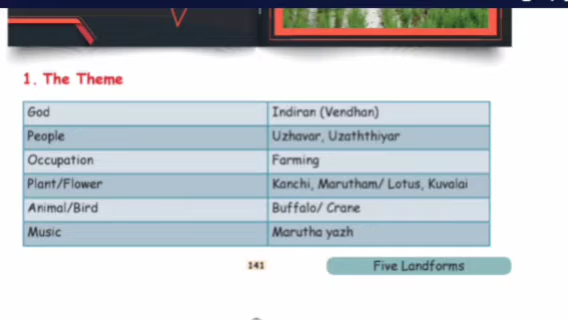 1. The Theme
God Indiran (Vendhan)
People Uzhavar, Uzaththiyar
Occupation Farming
Plant/Flower Kanchi, Marutham/ Lotus, Kuvalai
Animal/Bird Buffalo/ Crane
Music Marutha yazh
141 Five Landforms